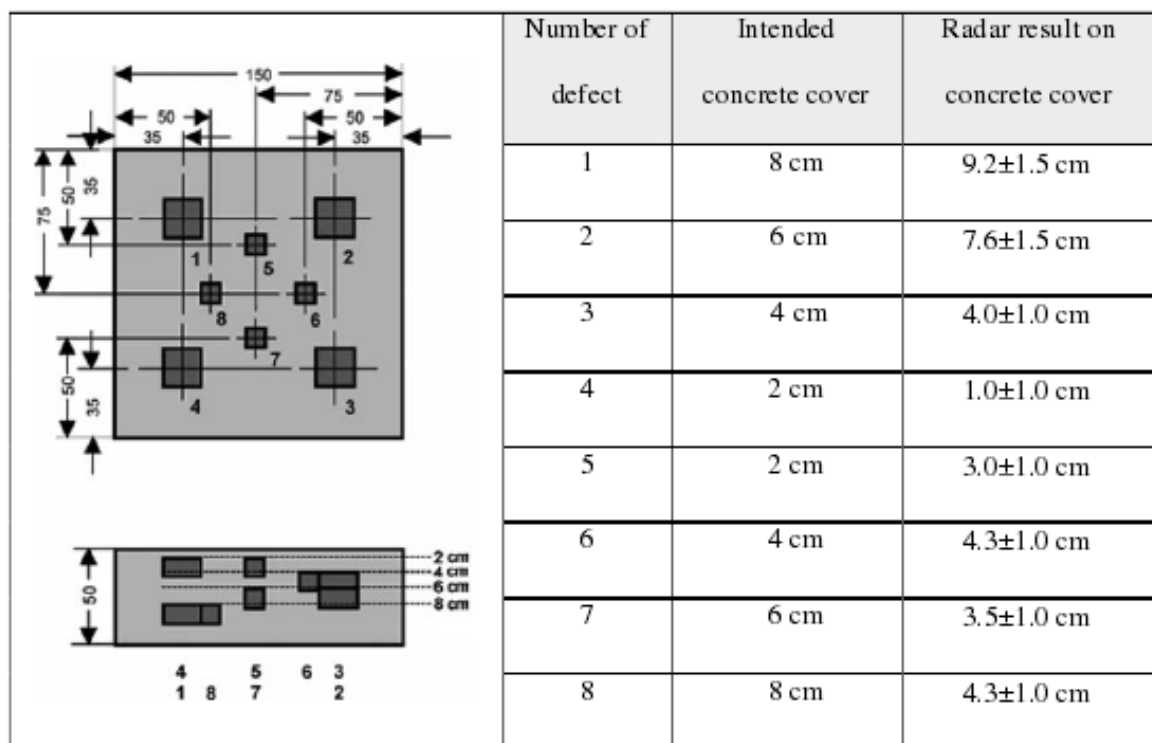 Number of defect
Intended concrete cover
Radar result on concrete cover
1 8 cm 9.2±1.5 cm
2 6 cm 7.6±1.5 cm
3 4 cm 4.0±1.0 cm
4 2 cm 1.0±1.0 cm
5 2 cm 3.0±1.0 cm
6 4 cm 4.3±1.0 cm
7 6 cm 3.5±1.0 cm
8 8 cm 4.3±1.0 cm
150
75
50 50
35 35
75 50 35
1 5 2
8 6
7
50 35
4 3
2 cm
4 cm
6 cm
8 cm
50
4 5 6 3
1 8 7 2